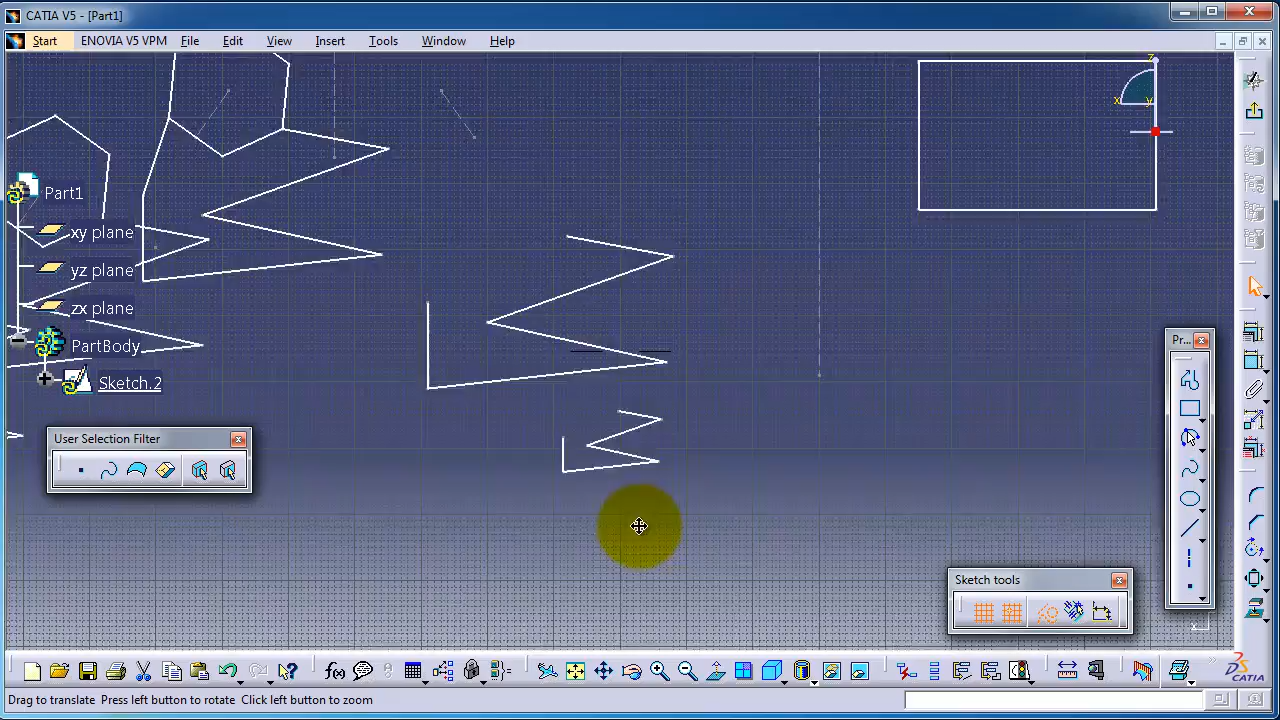 CATIA V5 - [Part1]
Start ENOVIA V5 VPM File Edit View Insert Tools Window Help
z
x y
Part1
xy plane
yz plane
zx plane
PartBody
Sketch.2
Pr...
User Selection Filter
Sketch tools
f(x)
CATIA
Drag to translate Press left button to rotate Click left button to zoom